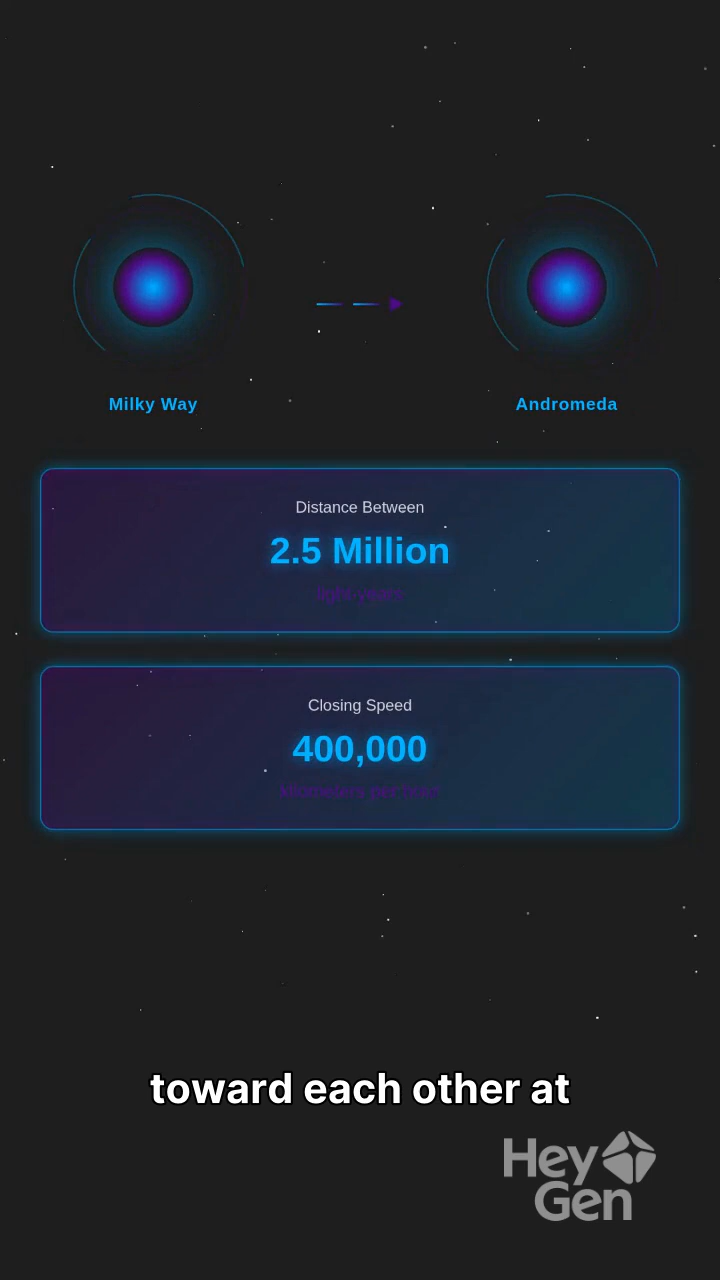 Milky Way
Andromeda
Distance Between
2.5 Million
light-years
Closing Speed
400,000
kilometers per hour
toward each other at
Hey
Gen